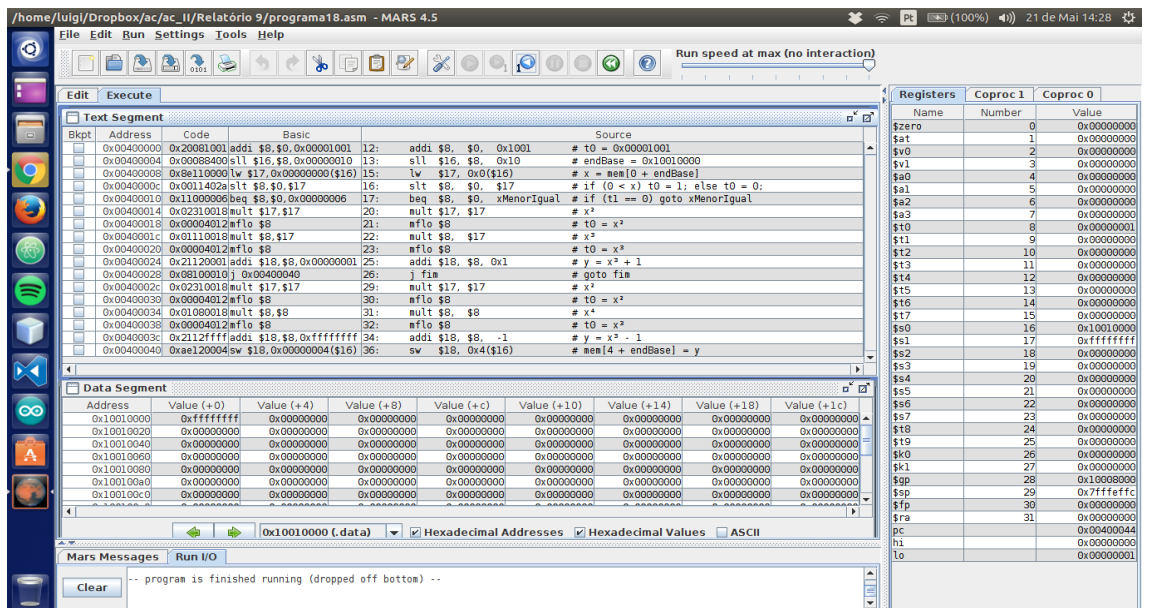 /home/luigi/Dropbox/ac/ac_II/Relatório 9/programa18.asm - MARS 4.5
Pt (100%) 21 de Mai 14:28
File Edit Run Settings Tools Help
Run speed at max (no interaction)
Edit Execute
Text Segment
Bkpt Address Code Basic Source
0x00400000 0x20081001 addi $8,$0,0x00001001 12: addi $8, $0, 0x1001 # t0 = 0x00001001
0x00400004 0x00088400 sll $16,$8,0x00000010 13: sll $16, $8, 0x10 # endBase = 0x10010000
0x00400008 0x8e110000 lw $17,0x00000000($16) 15: lw $17, 0x0($16) # x = mem[0 + endBase]
0x0040000c 0x0011402a slt $8,$0,$17 16: slt $8, $0, $17 # if (0 < x) t0 = 1; else t0 = 0;
0x00400010 0x11000006 beq $8,$0,0x00000006 17: beq $8, $0, xMenorIgual # if (t1 == 0) goto xMenorIgual
0x00400014 0x02310018 mult $17,$17 20: mult $17, $17 # x²
0x00400018 0x00004012 mflo $8 21: mflo $8 # t0 = x²
0x0040001c 0x01110018 mult $8,$17 22: mult $8, $17 # x³
0x00400020 0x00004012 mflo $8 23: mflo $8 # t0 = x³
0x00400024 0x21120001 addi $18,$8,0x00000001 25: addi $18, $8, 0x1 # y = x³ + 1
0x00400028 0x08100010 j 0x00400040 26: j fim # goto fim
0x0040002c 0x02310018 mult $17,$17 29: mult $17, $17 # x²
0x00400030 0x00004012 mflo $8 30: mflo $8 # t0 = x²
0x00400034 0x01080018 mult $8,$8 31: mult $8, $8 # x⁴
0x00400038 0x00004012 mflo $8 32: mflo $8 # t0 = x³
0x0040003c 0x2112ffff addi $18,$8,0xffffffff 34: addi $18, $8, -1 # y = x³ - 1
0x00400040 0xae120004 sw $18,0x00000004($16) 36: sw $18, 0x4($16) # mem[4 + endBase] = y
Data Segment
Address Value (+0) Value (+4) Value (+8) Value (+c) Value (+10) Value (+14) Value (+18) Value (+1c)
0x10010000 0xffffffff 0x00000000 0x00000000 0x00000000 0x00000000 0x00000000 0x00000000 0x00000000
0x10010020 0x00000000 0x00000000 0x00000000 0x00000000 0x00000000 0x00000000 0x00000000 0x00000000
0x10010040 0x00000000 0x00000000 0x00000000 0x00000000 0x00000000 0x00000000 0x00000000 0x00000000
0x10010060 0x00000000 0x00000000 0x00000000 0x00000000 0x00000000 0x00000000 0x00000000 0x00000000
0x10010080 0x00000000 0x00000000 0x00000000 0x00000000 0x00000000 0x00000000 0x00000000 0x00000000
0x100100a0 0x00000000 0x00000000 0x00000000 0x00000000 0x00000000 0x00000000 0x00000000 0x00000000
0x100100c0 0x00000000 0x00000000 0x00000000 0x00000000 0x00000000 0x00000000 0x00000000 0x00000000
0x10010000 (.data) Hexadecimal Addresses Hexadecimal Values ASCII
Mars Messages Run I/O
Clear
-- program is finished running (dropped off bottom) --
Registers Coproc 1 Coproc 0
Name Number Value
$zero 0 0x00000000
$at 1 0x00000000
$v0 2 0x00000000
$v1 3 0x00000000
$a0 4 0x00000000
$a1 5 0x00000000
$a2 6 0x00000000
$a3 7 0x00000000
$t0 8 0x00000001
$t1 9 0x00000000
$t2 10 0x00000000
$t3 11 0x00000000
$t4 12 0x00000000
$t5 13 0x00000000
$t6 14 0x00000000
$t7 15 0x00000000
$s0 16 0x10010000
$s1 17 0xffffffff
$s2 18 0x00000000
$s3 19 0x00000000
$s4 20 0x00000000
$s5 21 0x00000000
$s6 22 0x00000000
$s7 23 0x00000000
$t8 24 0x00000000
$t9 25 0x00000000
$k0 26 0x00000000
$k1 27 0x00000000
$gp 28 0x10008000
$sp 29 0x7fffeffc
$fp 30 0x00000000
$ra 31 0x00000000
pc 0x00400044
hi 0x00000000
lo 0x00000001